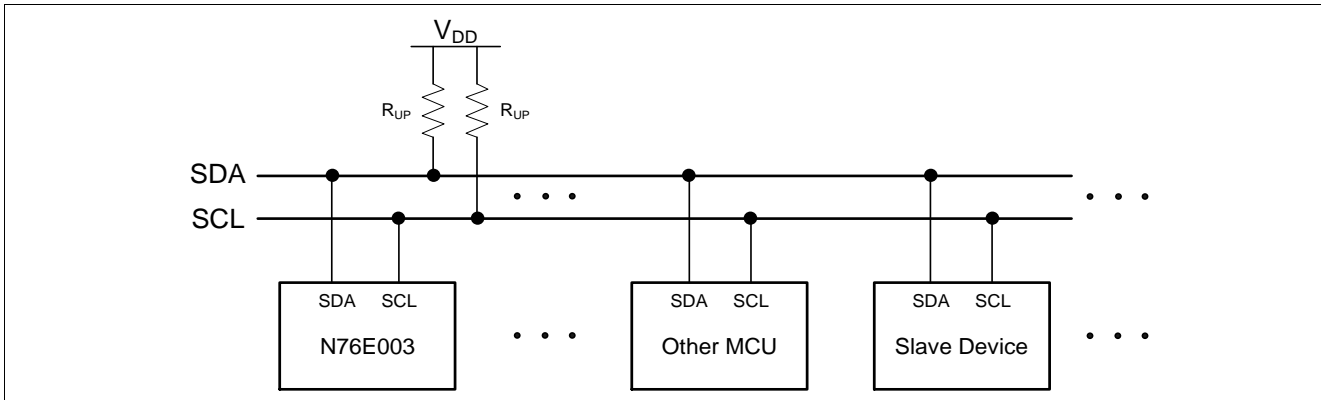 VDD
RUP RUP
SDA
SCL
SDA SCL SDA SCL SDA SCL
N76E003 Other MCU Slave Device